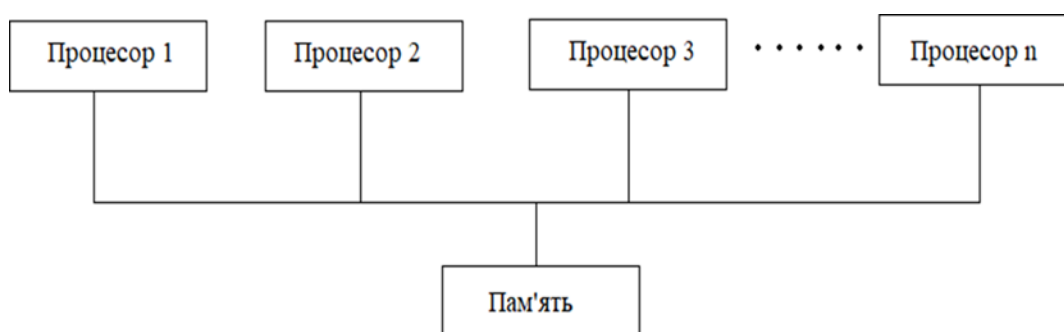 Процесор 1
Процесор 2
Процесор 3
......
Процесор n
Пам'ять